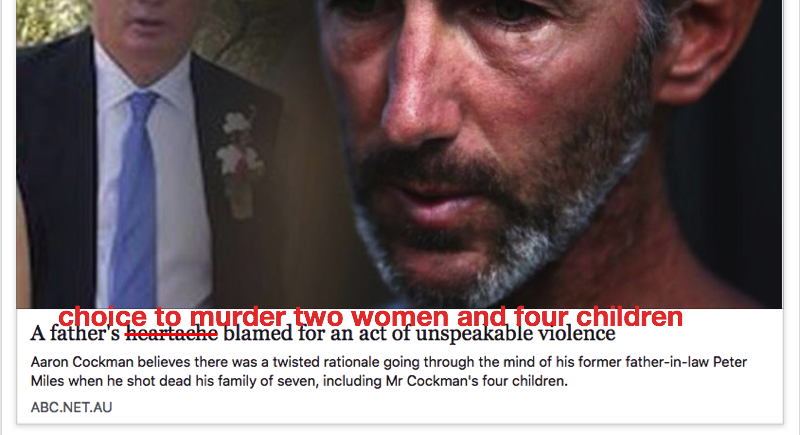 choice to murder two women and four children
A father's heartache blamed for an act of unspeakable violence
Aaron Cockman believes there was a twisted rationale going through the mind of his former father-in-law Peter
Miles when he shot dead his family of seven, including Mr Cockman's four children.
ABC.NET.AU